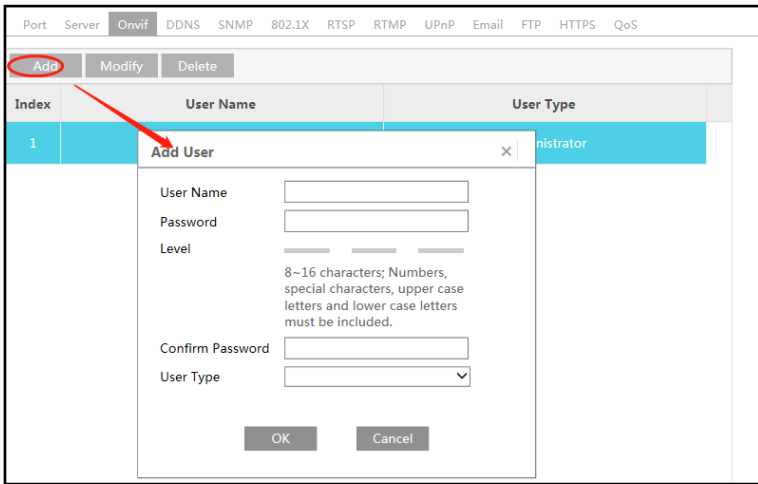 Port Server Onvif DDNS SNMP 802.1X RTSP RTMP UPnP Email FTP HTTPS QoS
Add Modify Delete
Index User Name User Type
1 nistrator
Add User ×
User Name
Password
Level
8~16 characters; Numbers,
special characters, upper case
letters and lower case letters
must be included.
Confirm Password
User Type
OK Cancel